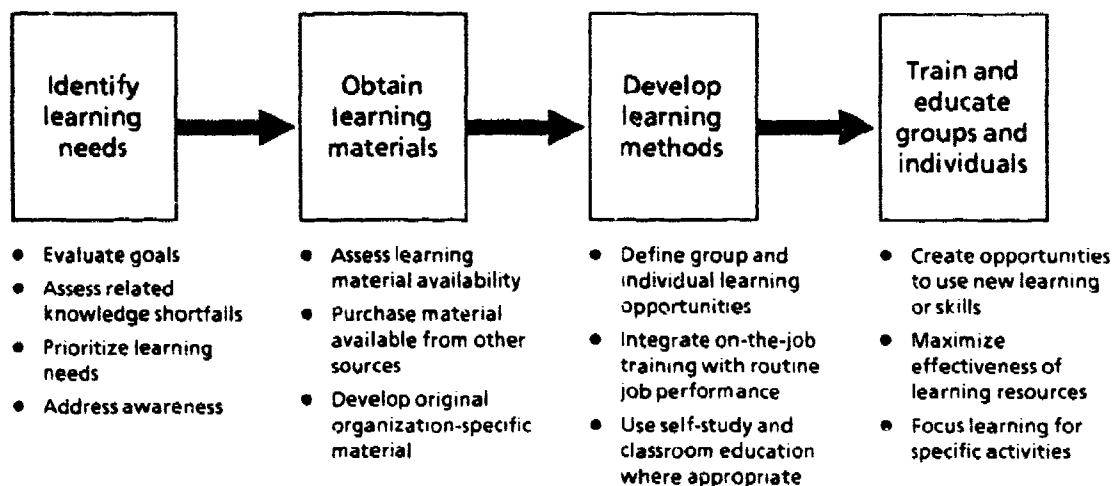 Identify
learning
needs
Obtain
learning
materials
Develop
learning
methods
Train and
educate
groups and
individuals
• Evaluate goals
• Assess related
knowledge shortfalls
• Prioritize learning
needs
• Address awareness
• Assess learning
material availability
• Purchase material
available from other
sources
• Develop original
organization-specific
material
• Define group and
individual learning
opportunities
• Integrate on-the-job
training with routine
job performance
• Use self-study and
classroom education
where appropriate
• Create opportunities
to use new learning
or skills
• Maximize
effectiveness of
learning resources
• Focus learning for
specific activities